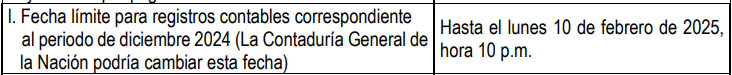 I. Fecha límite para registros contables correspondiente
al periodo de diciembre 2024 (La Contaduría General de
la Nación podría cambiar esta fecha)
Hasta el lunes 10 de febrero de 2025,
hora 10 p.m.